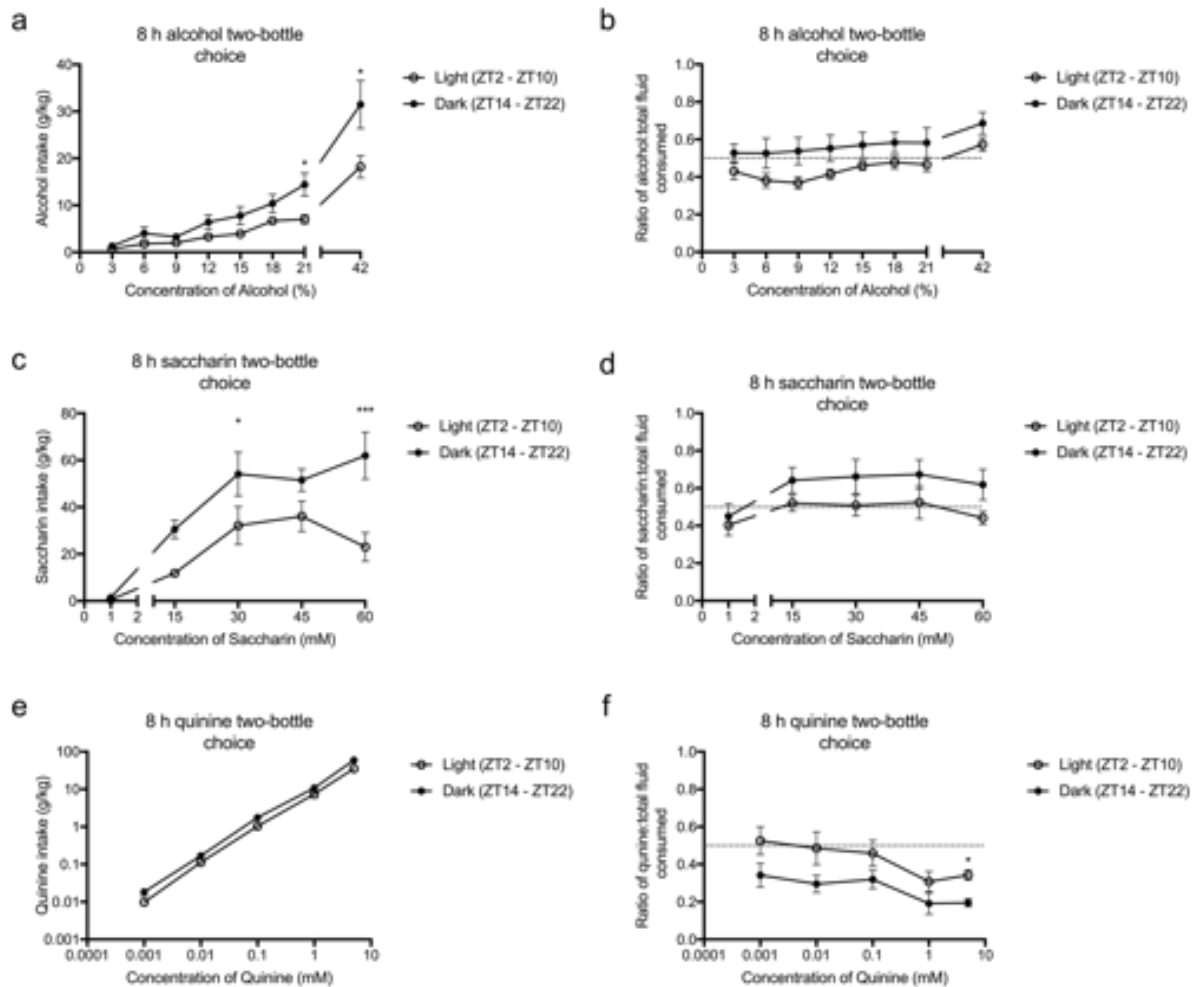 a
8 h alcohol two-bottle
choice
Alcohol intake (g/kg)
40
30
20
10
0
*
*
0 3 6 9 12 15 18 21 42
Concentration of Alcohol (%)
Light (ZT2 - ZT10)
Dark (ZT14 - ZT22)
b
8 h alcohol two-bottle
choice
Ratio of alcohol:total fluid
consumed
1.0
0.8
0.6
0.4
0.2
0.0
0 3 6 9 12 15 18 21 42
Concentration of Alcohol (%)
Light (ZT2 - ZT10)
Dark (ZT14 - ZT22)
c
8 h saccharin two-bottle
choice
Saccharin intake (g/kg)
80
60
40
20
0
*
***
0 1 2 15 30 45 60
Concentration of Saccharin (mM)
Light (ZT2 - ZT10)
Dark (ZT14 - ZT22)
d
8 h saccharin two-bottle
choice
Ratio of saccharin:total fluid
consumed
1.0
0.8
0.6
0.4
0.2
0.0
0 1 2 15 30 45 60
Concentration of Saccharin (mM)
Light (ZT2 - ZT10)
Dark (ZT14 - ZT22)
e
8 h quinine two-bottle
choice
Quinine intake (g/kg)
100
10
1
0.1
0.01
0.001
0.0001 0.001 0.01 0.1 1 10
Concentration of Quinine (mM)
Light (ZT2 - ZT10)
Dark (ZT14 - ZT22)
f
8 h quinine two-bottle
choice
Ratio of qunine:total fluid
consumed
1.0
0.8
0.6
0.4
0.2
0.0
*
0.0001 0.001 0.01 0.1 1 10
Concentration of Quinine (mM)
Light (ZT2 - ZT10)
Dark (ZT14 - ZT22)